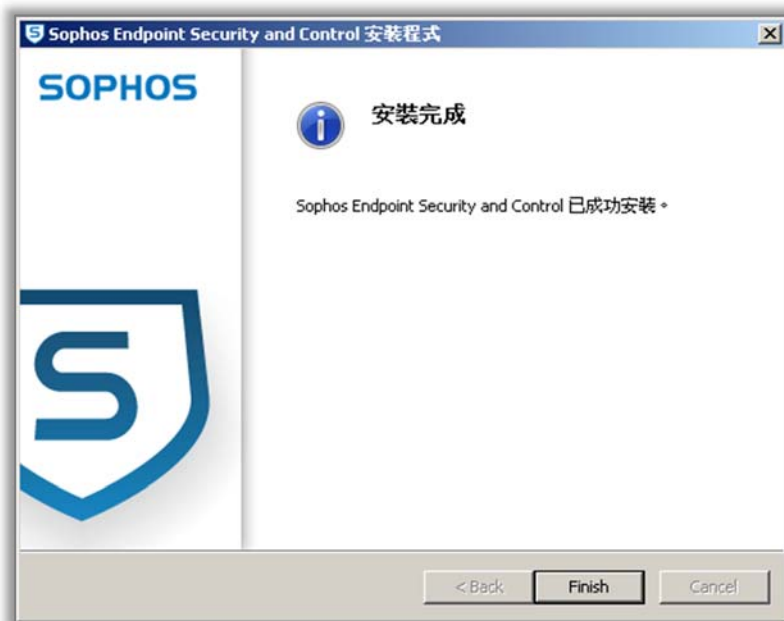 Sophos Endpoint Security and Control 安裝程式
SOPHOS
安裝完成
Sophos Endpoint Security and Control 已成功安裝。
S
< Back
Finish
Cancel